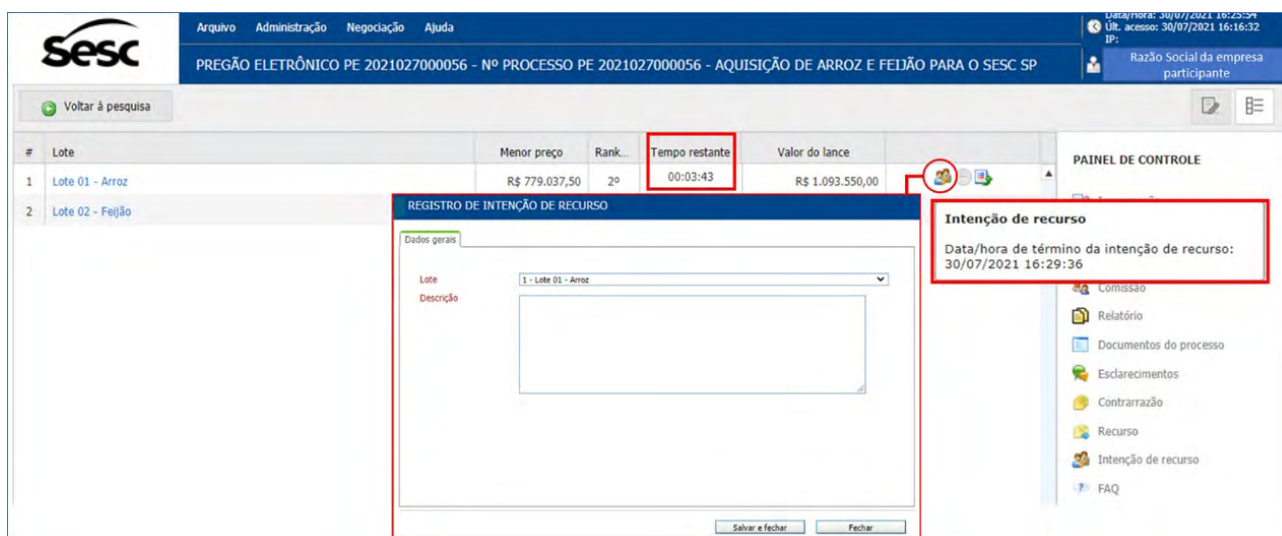 Sesc
Arquivo Administração Negociação Ajuda
Data/Hora: 30/07/2021 16:25:54
Últ. acesso: 30/07/2021 16:16:32
IP:
PREGÃO ELETRÔNICO PE 2021027000056 - Nº PROCESSO PE 2021027000056 - AQUISIÇÃO DE ARROZ E FEIJÃO PARA O SESC SP
Razão Social da empresa
participante
Voltar à pesquisa
# Lote Menor preço Rank... Tempo restante Valor do lance
1 Lote 01 - Arroz R$ 779.037,50 2º 00:03:43 R$ 1.093.550,00
2 Lote 02 - Feijão
REGISTRO DE INTENÇÃO DE RECURSO
Dados gerais
Lote 1 - Lote 01 - Arroz
Descrição
Salvar e fechar Fechar
PAINEL DE CONTROLE
Intenção de recurso
Data/hora de término da intenção de recurso:
30/07/2021 16:29:36
Comissão
Relatório
Documentos do processo
Esclarecimentos
Contrarrazão
Recurso
Intenção de recurso
FAQ